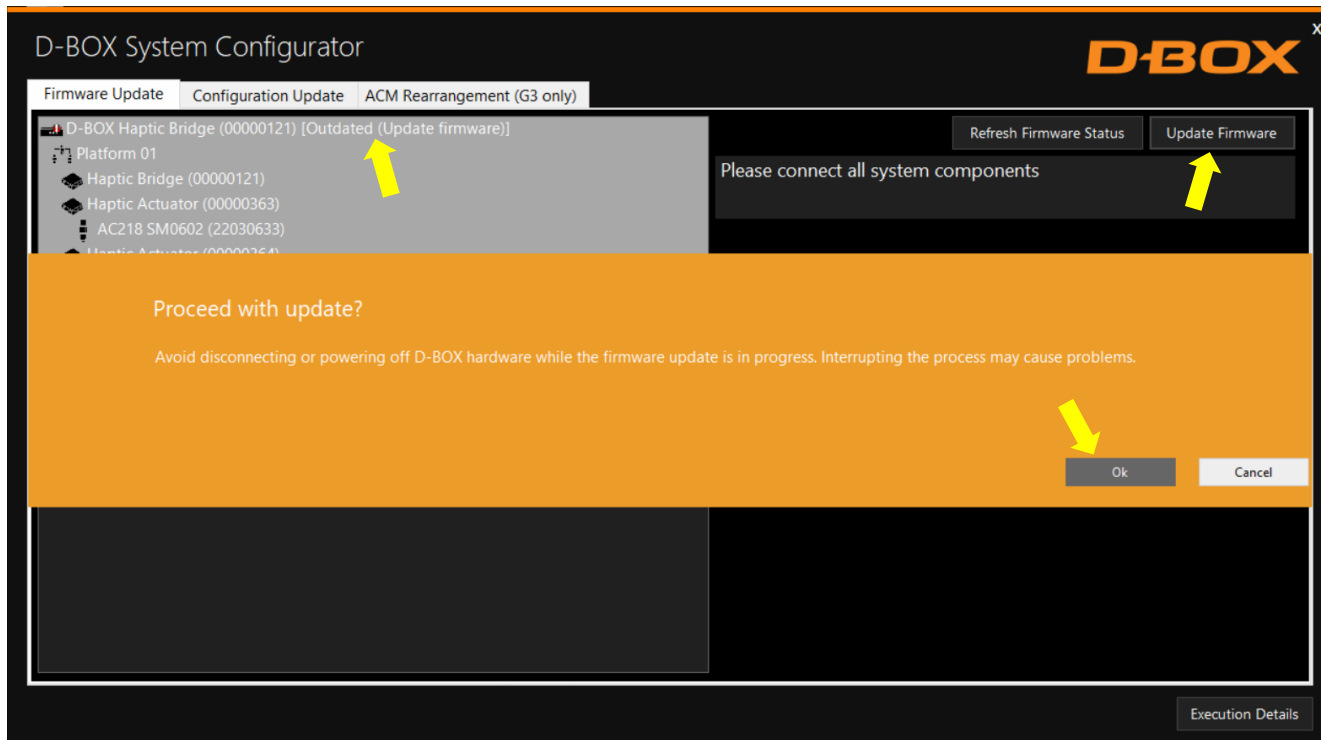 D-BOX System Configurator
D-BOX
x
Firmware Update
Configuration Update
ACM Rearrangement (G3 only)
D-BOX Haptic Bridge (00000121) [Outdated (Update firmware)]
Refresh Firmware Status
Update Firmware
Platform 01
Please connect all system components
Haptic Bridge (00000121)
Haptic Actuator (00000363)
AC218 SM0602 (22030633)
Haptic Actuator (00000364)
Proceed with update?
Avoid disconnecting or powering off D-BOX hardware while the firmware update is in progress. Interrupting the process may cause problems.
Ok
Cancel
Execution Details